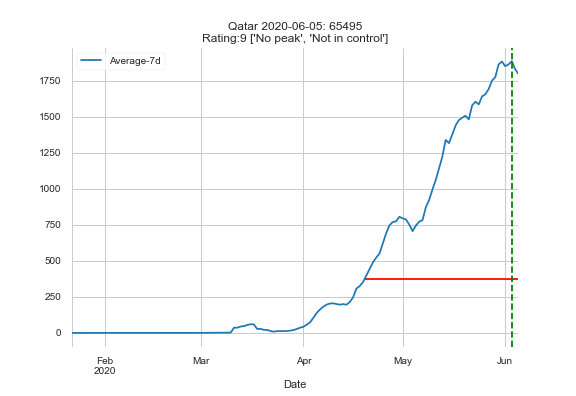 Qatar 2020-06-05: 65495
Rating:9 ['No peak', 'Not in control']
Average-7d
1750
1500
1250
1000
750
500
250
0
Feb
2020
Mar
Apr
May
Jun
Date